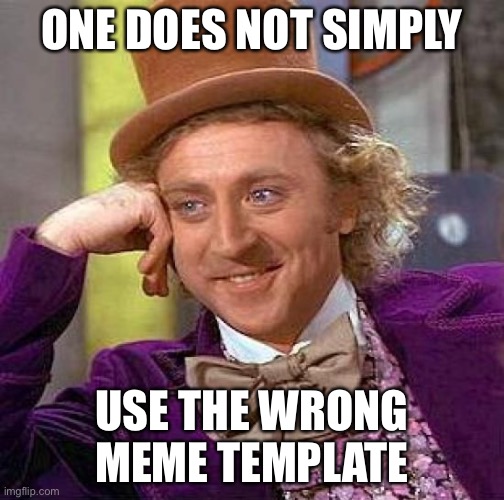 ONE DOES NOT SIMPLY
USE THE WRONG
MEME TEMPLATE
imgflip.com